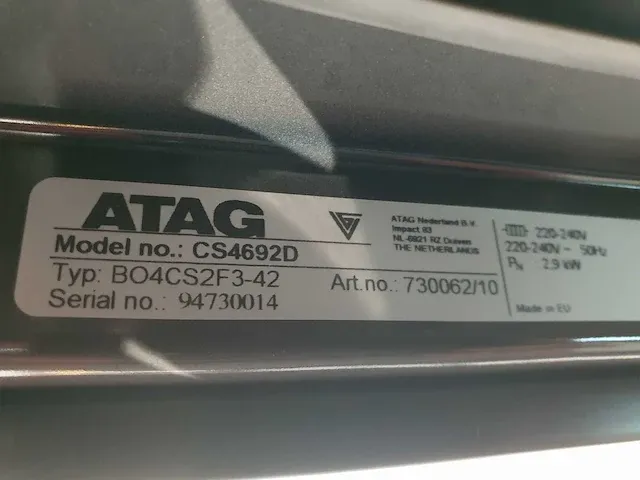 ATAG
Model no.: CS4692D
Typ: BO4CS2F3-42
Art.no.: 730062/10
Serial no.: 94730014
ATAG Nederland B.V.
Impact 83
NL-6921 RZ Duiven
THE NETHERLANDS
220-240V
220-240V ~ 50Hz
PN 2.9 kW
Made in EU